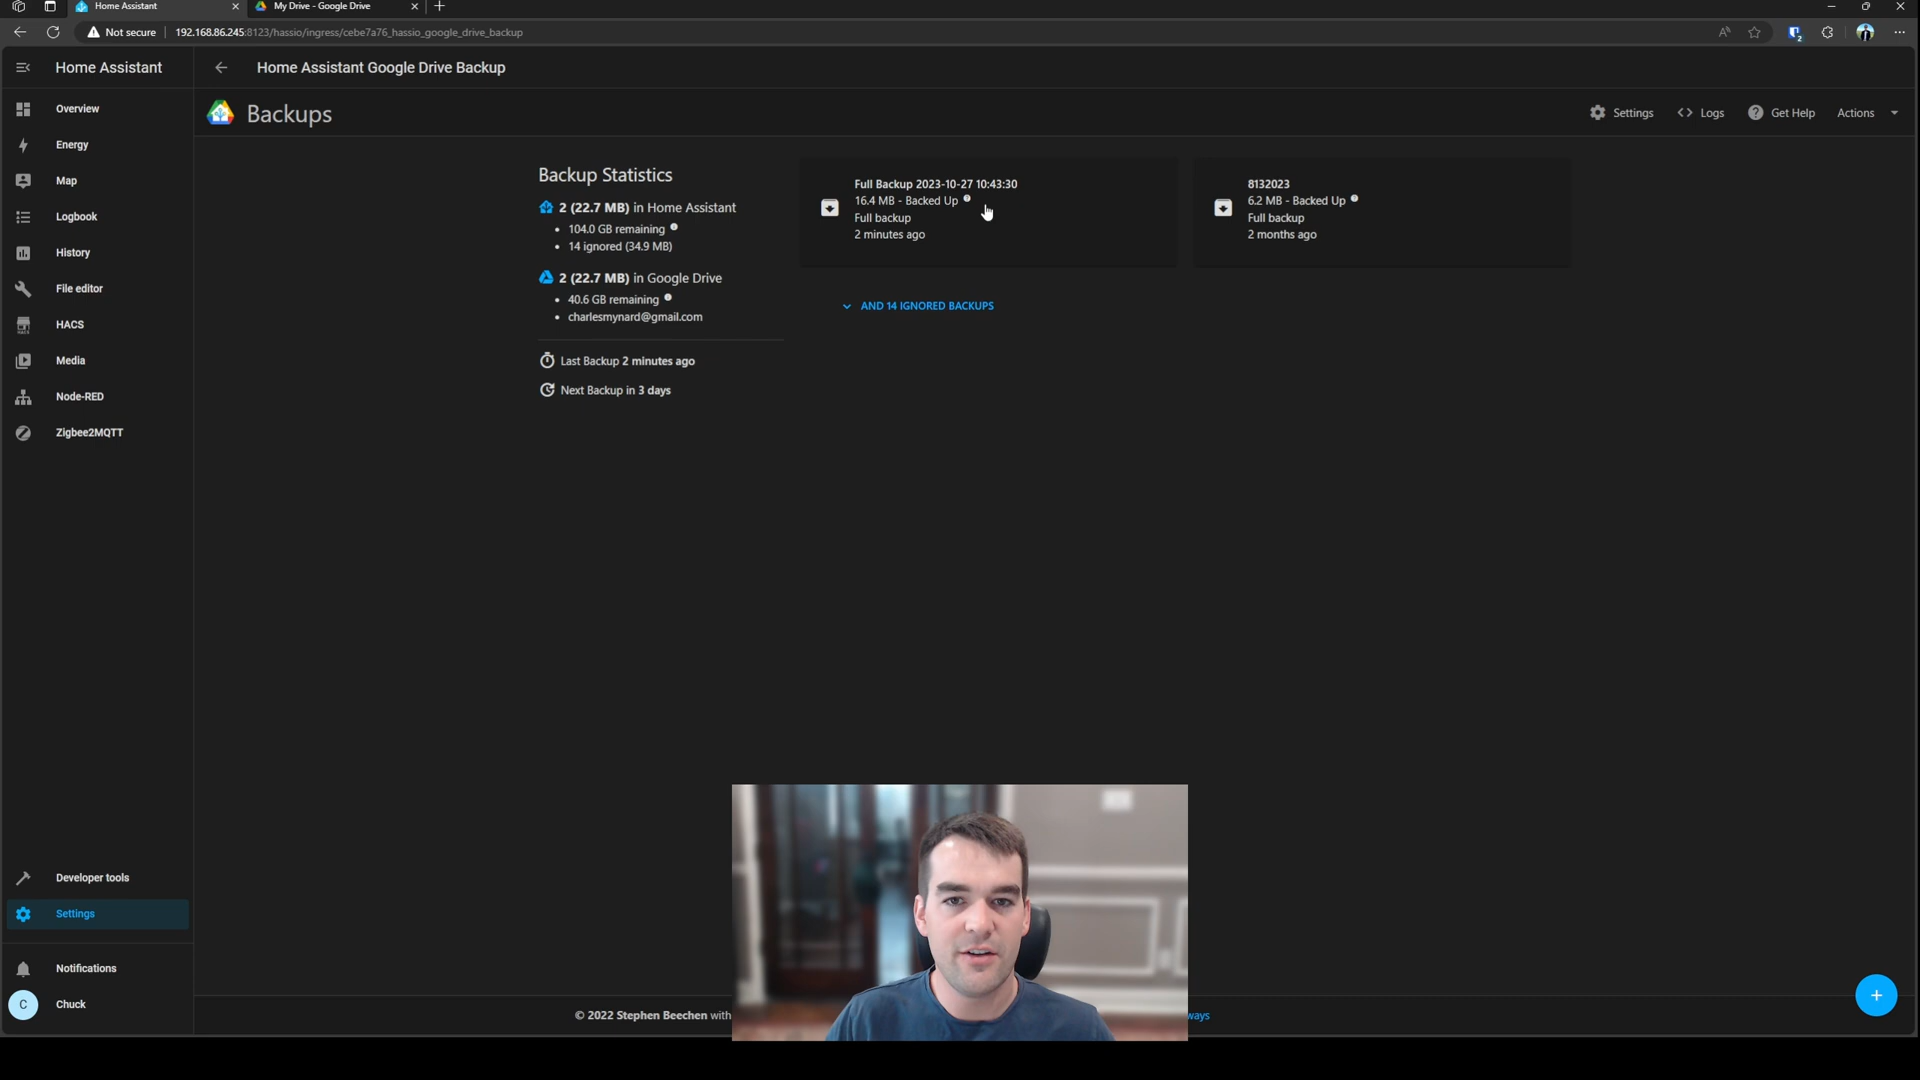 Home Assistant
My Drive - Google Drive
Not secure
192.168.86.245:8123/hassio/ingress/cebe7a76_hassio_google_drive_backup
Home Assistant
Home Assistant Google Drive Backup
Overview
Energy
Map
Logbook
History
File editor
HACS
Media
Node-RED
Zigbee2MQTT
Developer tools
Settings
Notifications
C
Chuck
Backups
Settings
Logs
Get Help
Actions
Backup Statistics
2 (22.7 MB) in Home Assistant
104.0 GB remaining
14 ignored (34.9 MB)
2 (22.7 MB) in Google Drive
40.6 GB remaining
charlesmynard@gmail.com
Last Backup 2 minutes ago
Next Backup in 3 days
Full Backup 2023-10-27 10:43:30
16.4 MB - Backed Up
Full backup
2 minutes ago
8132023
6.2 MB - Backed Up
Full backup
2 months ago
AND 14 IGNORED BACKUPS
© 2022 Stephen Beechen with
ways